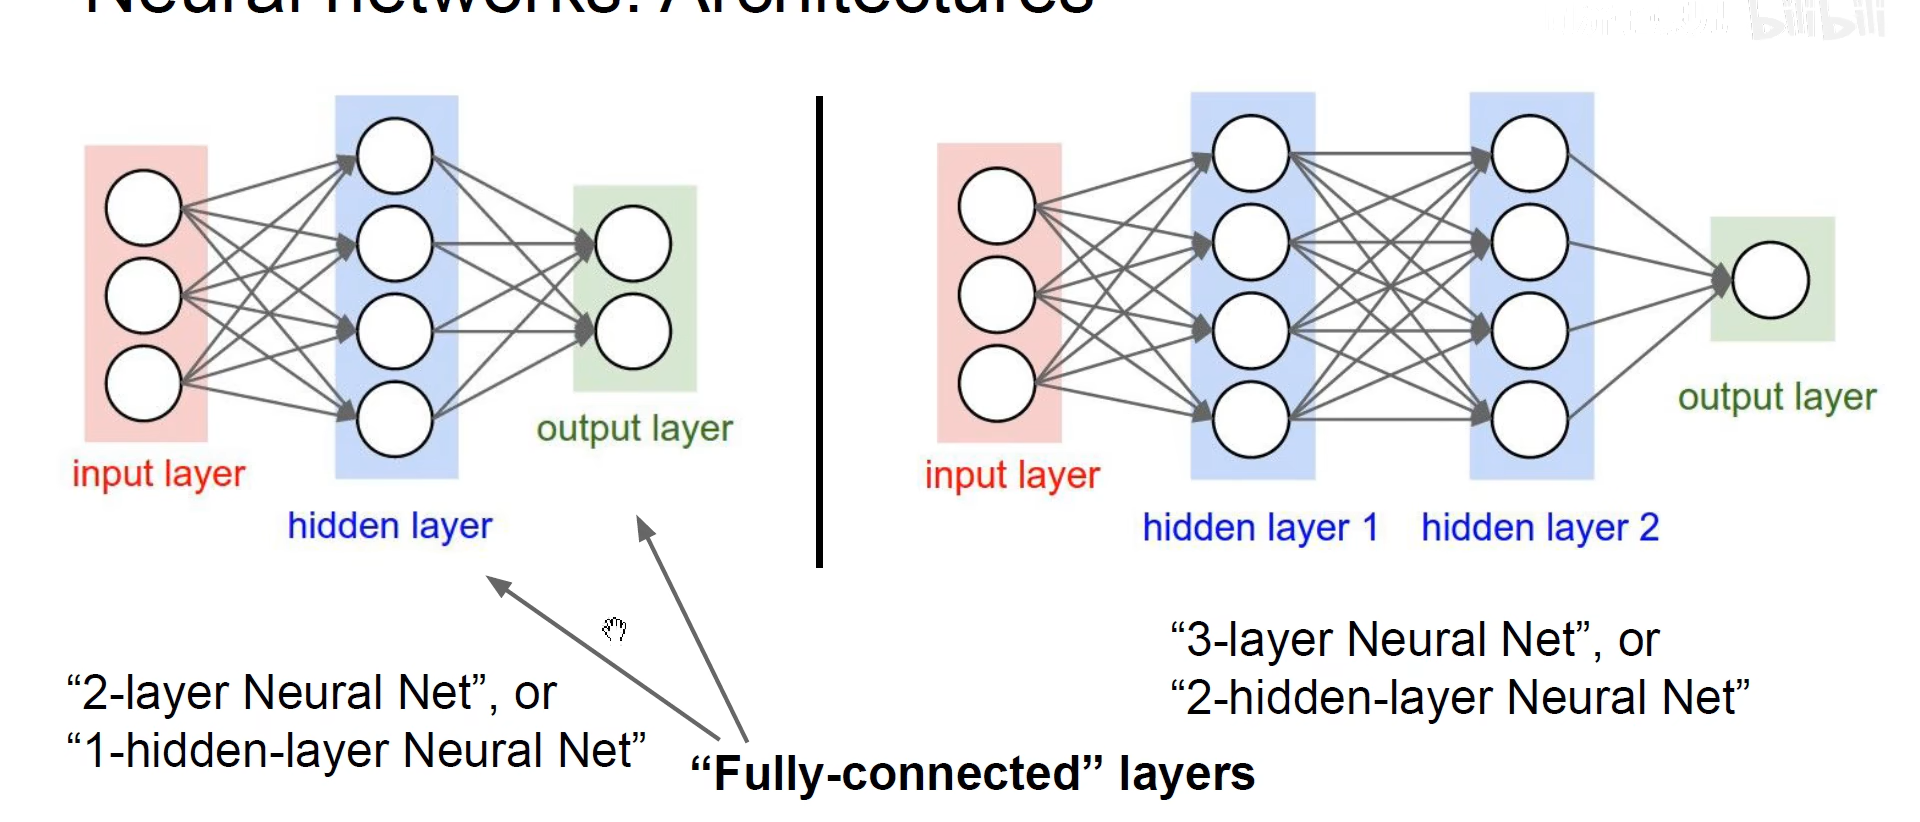 Neural networks: Architectures
bilibili
input layer
hidden layer
output layer
input layer
hidden layer 1
hidden layer 2
output layer
“2-layer Neural Net”, or
“1-hidden-layer Neural Net”
“Fully-connected” layers
“3-layer Neural Net”, or
“2-hidden-layer Neural Net”